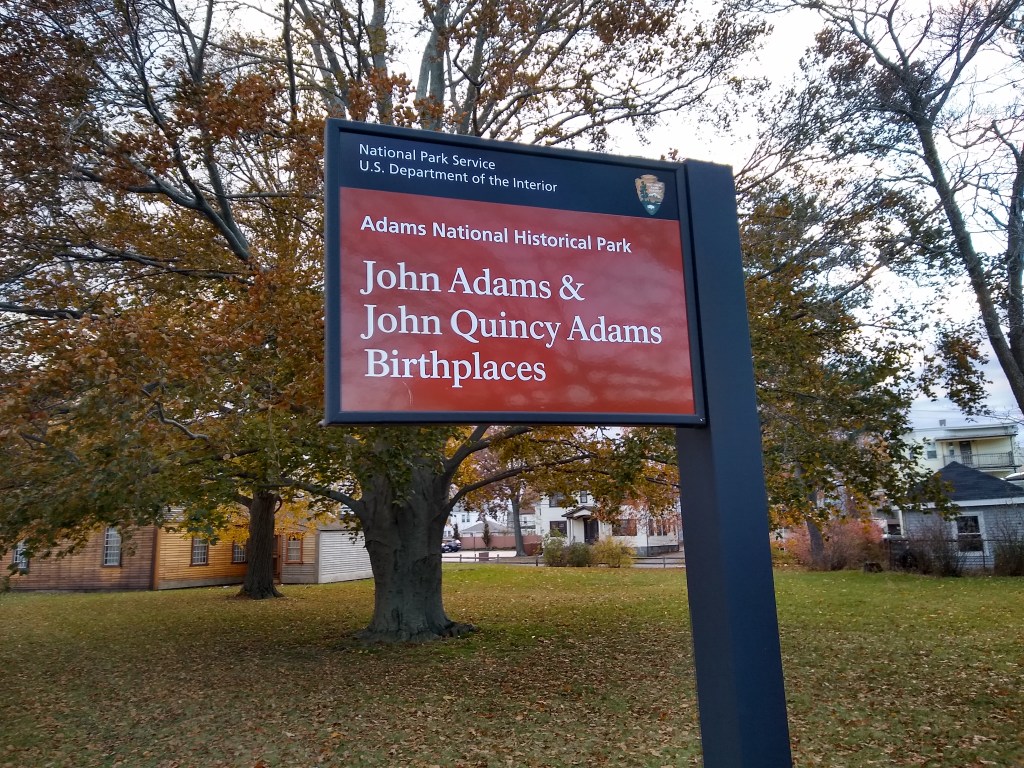 National Park Service
U.S. Department of the Interior
Adams National Historical Park
John Adams &
John Quincy Adams
Birthplaces